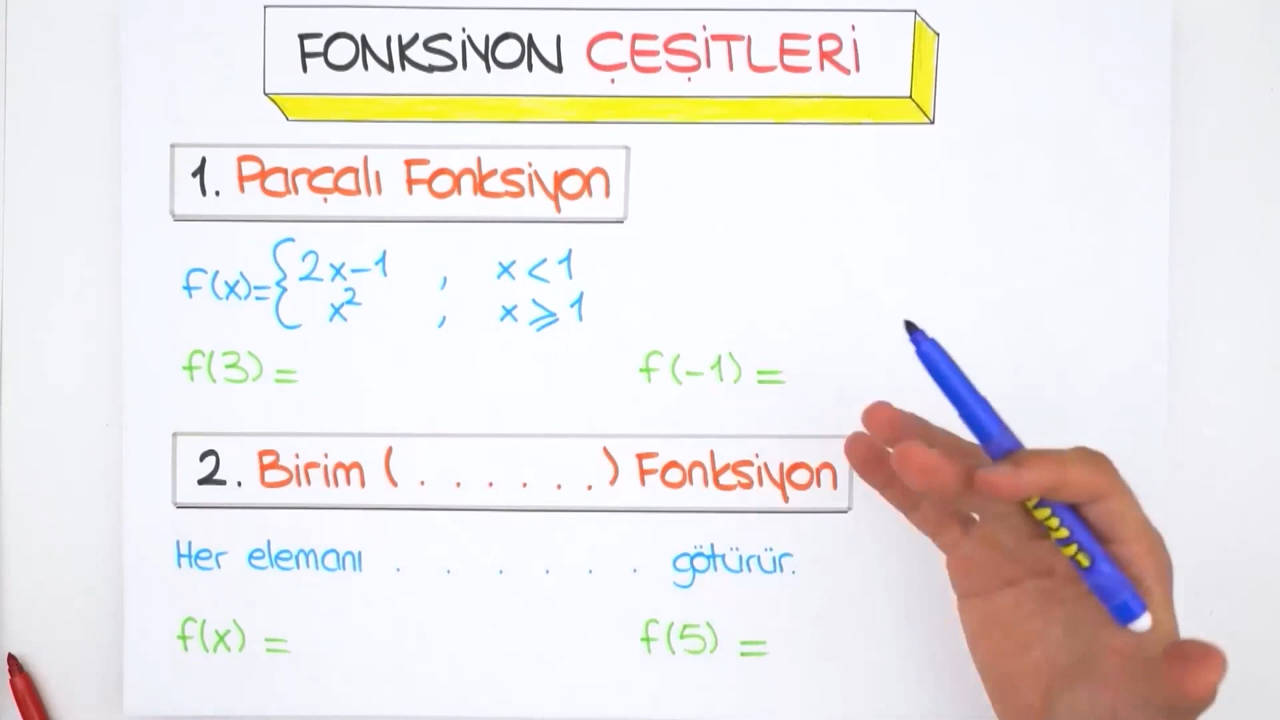 FONKSİYON ÇEŞİTLERİ
1. Parçalı Fonksiyon
f(x)= { 2x-1 , x < 1
x² , x ⩾ 1
f(3) = f(-1) =
2. Birim ( . . . . . . ) Fonksiyon
Her elemanı . . . . . . götürür.
f(x) = f(5) =